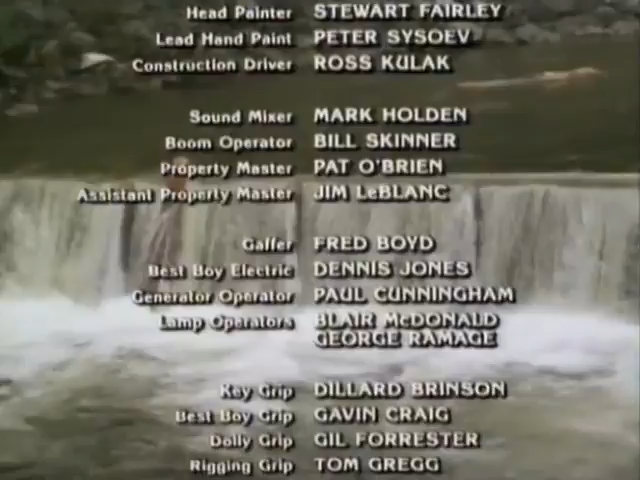 Head Painter STEWART FAIRLEY
Lead Hand Paint PETER SYSOEV
Construction Driver ROSS KULAK
Sound Mixer MARK HOLDEN
Boom Operator BILL SKINNER
Property Master PAT O'BRIEN
Assistant Property Master JIM LeBLANC
Gaffer FRED BOYD
Best Boy Electric DENNIS JONES
Generator Operator PAUL CUNNINGHAM
Lamp Operators BLAIR McDONALD
GEORGE RAMAGE
Key Grip DILLARD BRINSON
Best Boy Grip GAVIN CRAIG
Dolly Grip GIL FORRESTER
Rigging Grip TOM GREGG